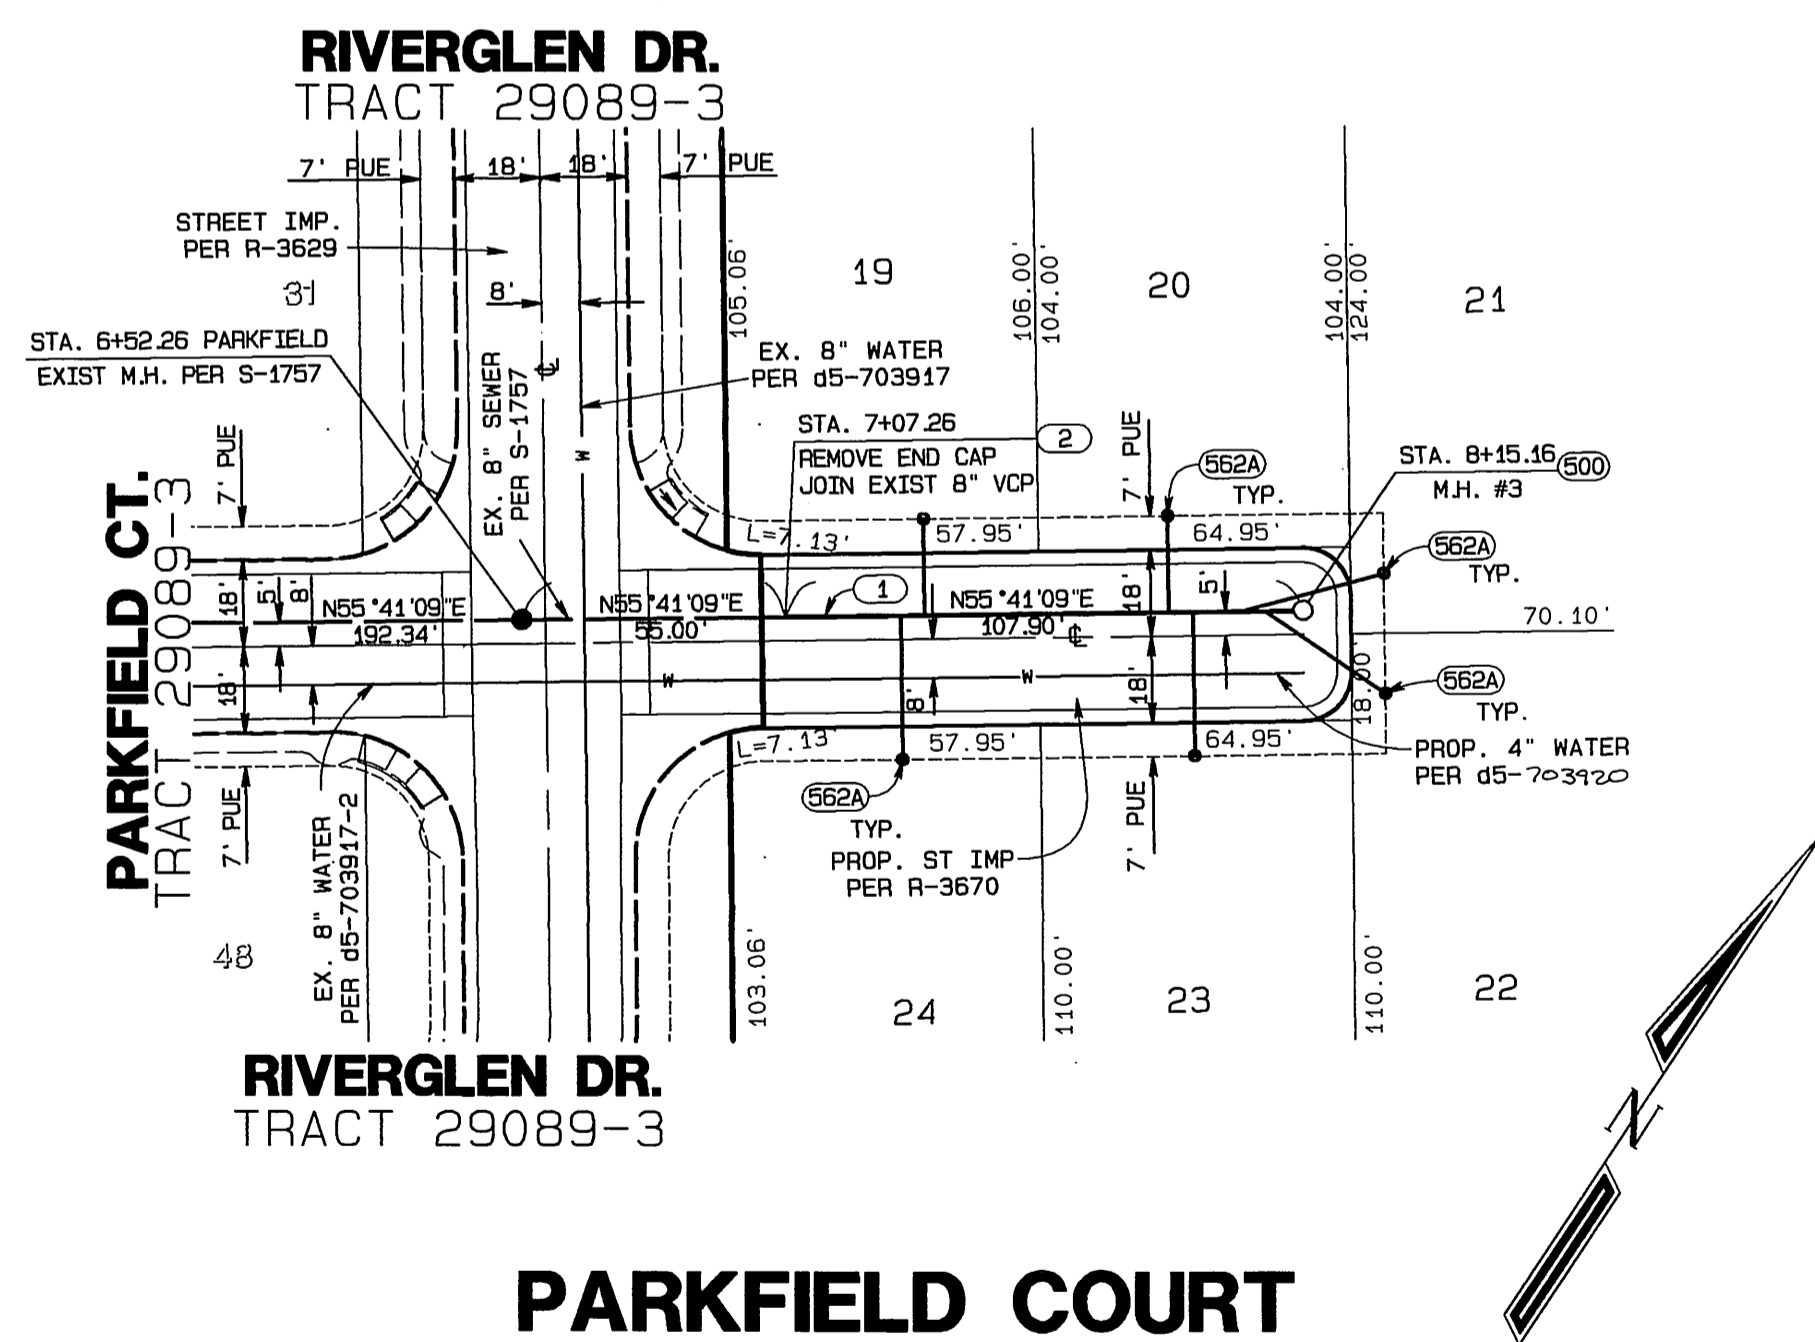 RIVERGLEN DR.
TRACT 29089-3
7' PUE
18'
18'
7' PUE
STREET IMP.
PER R-3629
31
8'
105.06'
19
106.00'
104.00'
20
104.00'
124.00'
21
STA. 6+52.26 PARKFIELD
EXIST M.H. PER S-1757
EX. 8" SEWER
PER S-1757
℄
EX. 8" WATER
PER d5-703917
W
STA. 7+07.26
2
REMOVE END CAP
JOIN EXIST 8" VCP
7' PUE
562A
TYP.
STA. 8+15.16
500
M.H. #3
7' PUE
PARKFIELD CT.
TRACT 29089-3
L=7.13'
57.95'
64.95'
562A
TYP.
18'
5'
8'
N55°41'09"E
192.34'
N55°41'09"E
55.00'
1
N55°41'09"E
107.90'
℄
18'
5'
70.10'
18'
W
W
8'
18'
18.00'
562A
TYP.
L=7.13'
57.95'
64.95'
PROP. 4" WATER
PER d5-703920
7' PUE
562A
TYP.
7' PUE
PROP. ST IMP
PER R-3670
EX. 8" WATER
PER d5-703917-2
48
103.06'
24
110.00'
23
110.00'
22
RIVERGLEN DR.
TRACT 29089-3
N
PARKFIELD COURT